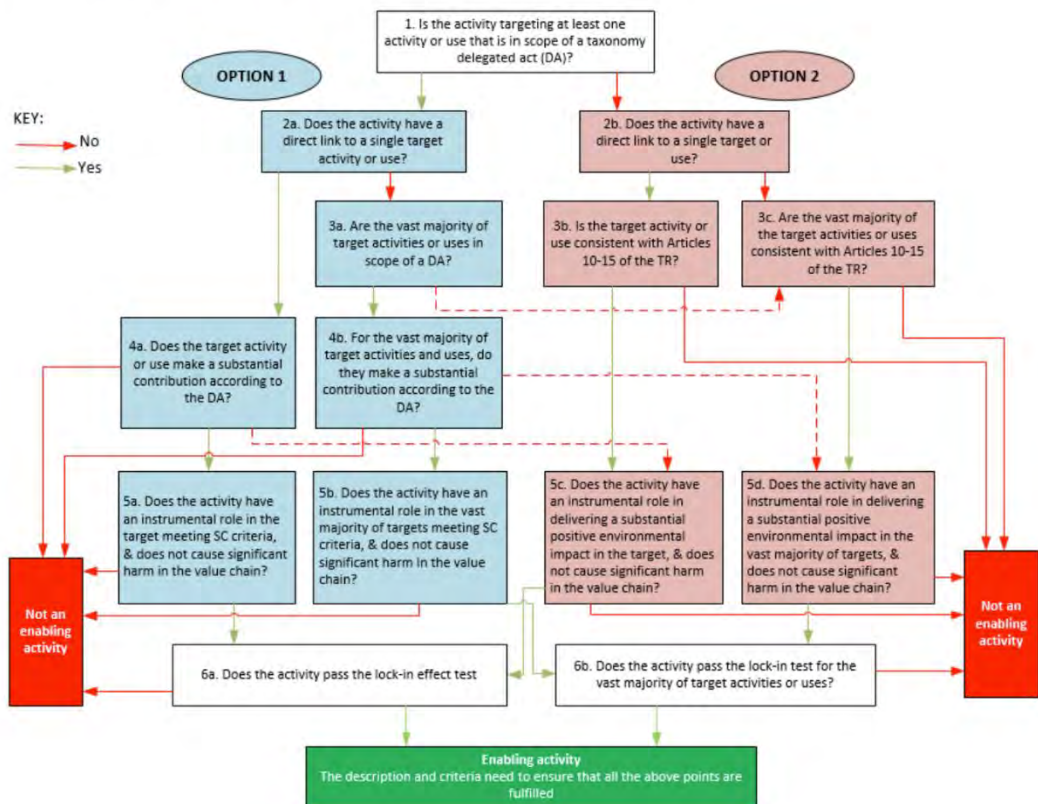 1. Is the activity targeting at least one
activity or use that is in scope of a taxonomy
delegated act (DA)?
OPTION 1
OPTION 2
KEY:
No
Yes
2a. Does the activity have a
direct link to a single target
activity or use?
2b. Does the activity have a
direct link to a single target or
use?
3a. Are the vast majority of
target activities or uses in
scope of a DA?
3b. Is the target activity or
use consistent with Articles
10-15 of the TR?
3c. Are the vast majority of
the target activities or uses
consistent with Articles 10-15
of the TR?
4a. Does the target activity
or use make a substantial
contribution according to
the DA?
4b. For the vast majority of
target activities and uses, do
they make a substantial
contribution according to the
DA?
5a. Does the activity have
an instrumental role in the
target meeting SC criteria,
& does not cause significant
harm in the value chain?
5b. Does the activity have an
instrumental role in the vast
majority of targets meeting SC
criteria, & does not cause
significant harm in the value
chain?
5c. Does the activity have
an instrumental role in
delivering a substantial
positive environmental
impact in the target, & does
not cause significant harm
in the value chain?
5d. Does the activity have an
instrumental role in delivering
a substantial positive
environmental impact in the
vast majority of targets, &
does not cause significant
harm in the value chain?
Not an
enabling
activity
Not an
enabling
activity
6a. Does the activity pass the lock-in effect test
6b. Does the activity pass the lock-in test for the
vast majority of target activities or uses?
Enabling activity
The description and criteria need to ensure that all the above points are
fulfilled